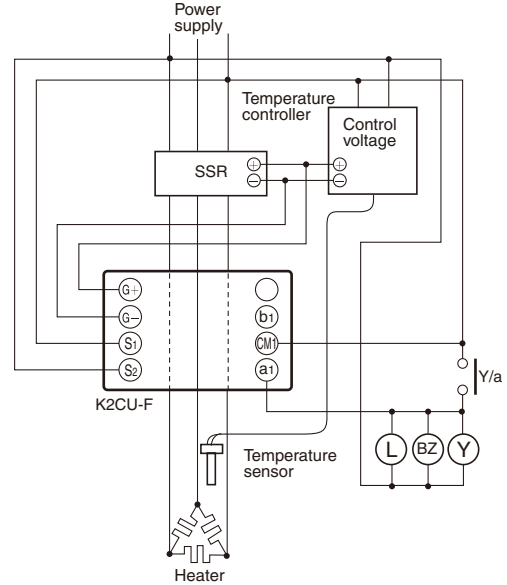 Power
supply
Temperature
controller
Control
voltage
SSR
+
−
+
−
G+
G−
S1
S2
b1
CM1
a1
K2CU-F
Y/a
L
BZ
Y
Temperature
sensor
Heater